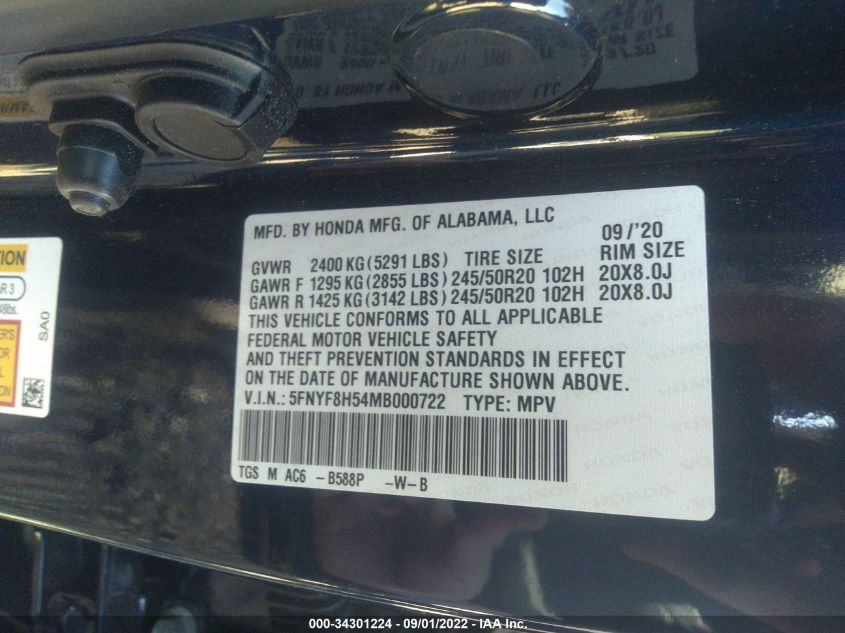 MFD. BY HONDA MFG. OF ALABAMA, LLC 09/'20
GVWR 2400 KG (5291 LBS) TIRE SIZE RIM SIZE
GAWR F 1295 KG (2855 LBS) 245/50R20 102H 20X8.0J
GAWR R 1425 KG (3142 LBS) 245/50R20 102H 20X8.0J
THIS VEHICLE CONFORMS TO ALL APPLICABLE
FEDERAL MOTOR VEHICLE SAFETY
AND THEFT PREVENTION STANDARDS IN EFFECT
ON THE DATE OF MANUFACTURE SHOWN ABOVE.
V.I.N.: 5FNYF8H54MB000722 TYPE: MPV
TGS M AC6 -B588P -W-B
SA0
000-34301224 - 09/01/2022 - IAA Inc.